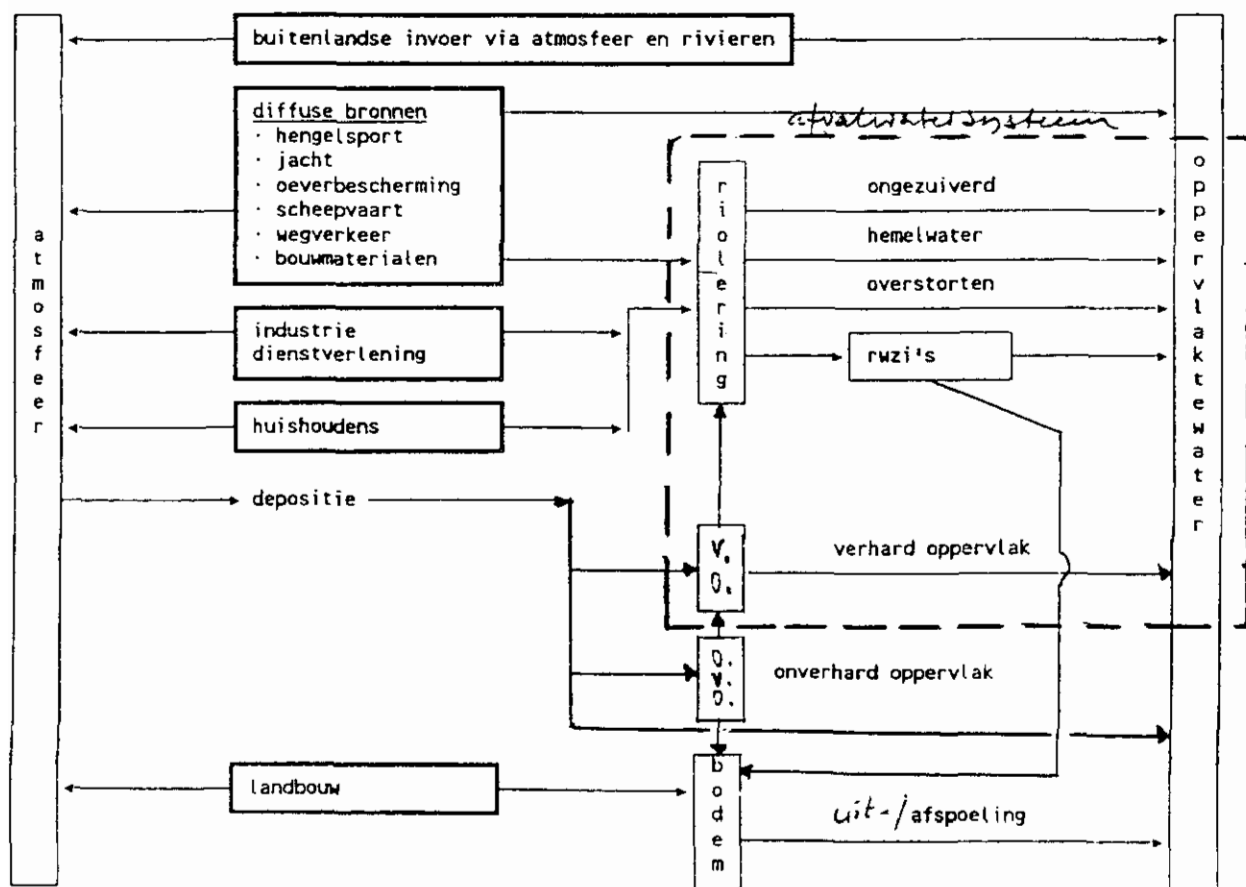 buitenlandse invoer via atmosfeer en rivieren
diffuse bronnen
· hengelsport
· jacht
· oeverbescherming
· scheepvaart
· wegverkeer
· bouwmaterialen
afvalwatersysteem
atmosfeer
riolering
oppervlaktewater
ongezuiverd
hemelwater
overstorten
rwzi's
industrie
dienstverlening
huishoudens
depositie
V.
O.
verhard oppervlak
O.
V.
O.
onverhard oppervlak
landbouw
bodem
uit-/afspoeling